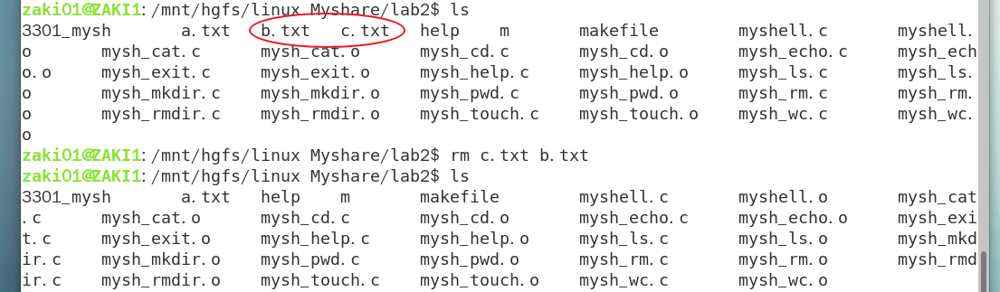 zaki01@ZAKI1:/mnt/hgfs/linux Myshare/lab2$ ls
3301_mysh a.txt b.txt c.txt help m makefile myshell.c myshell.
o mysh_cat.c mysh_cat.o mysh_cd.c mysh_cd.o mysh_echo.c mysh_ech
o.o mysh_exit.c mysh_exit.o mysh_help.c mysh_help.o mysh_ls.c mysh_ls.
o mysh_mkdir.c mysh_mkdir.o mysh_pwd.c mysh_pwd.o mysh_rm.c mysh_rm.
o mysh_rmdir.c mysh_rmdir.o mysh_touch.c mysh_touch.o mysh_wc.c mysh_wc.
o
zaki01@ZAKI1:/mnt/hgfs/linux Myshare/lab2$ rm c.txt b.txt
zaki01@ZAKI1:/mnt/hgfs/linux Myshare/lab2$ ls
3301_mysh a.txt help m makefile myshell.c myshell.o mysh_cat
.c mysh_cat.o mysh_cd.c mysh_cd.o mysh_echo.c mysh_echo.o mysh_exi
t.c mysh_exit.o mysh_help.c mysh_help.o mysh_ls.c mysh_ls.o mysh_mkd
ir.c mysh_mkdir.o mysh_pwd.c mysh_pwd.o mysh_rm.c mysh_rm.o mysh_rmd
ir.c mysh_rmdir.o mysh_touch.c mysh_touch.o mysh_wc.c mysh_wc.o